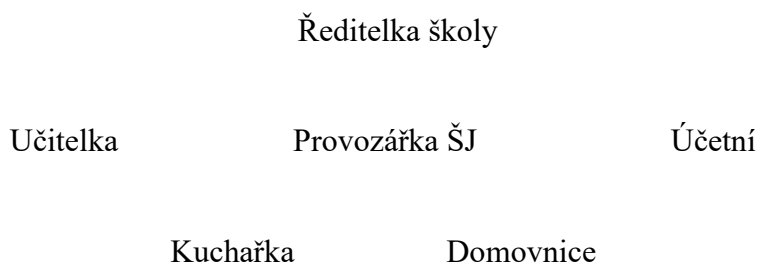 Ředitelka školy
Učitelka Provozářka ŠJ Účetní
Kuchařka Domovnice